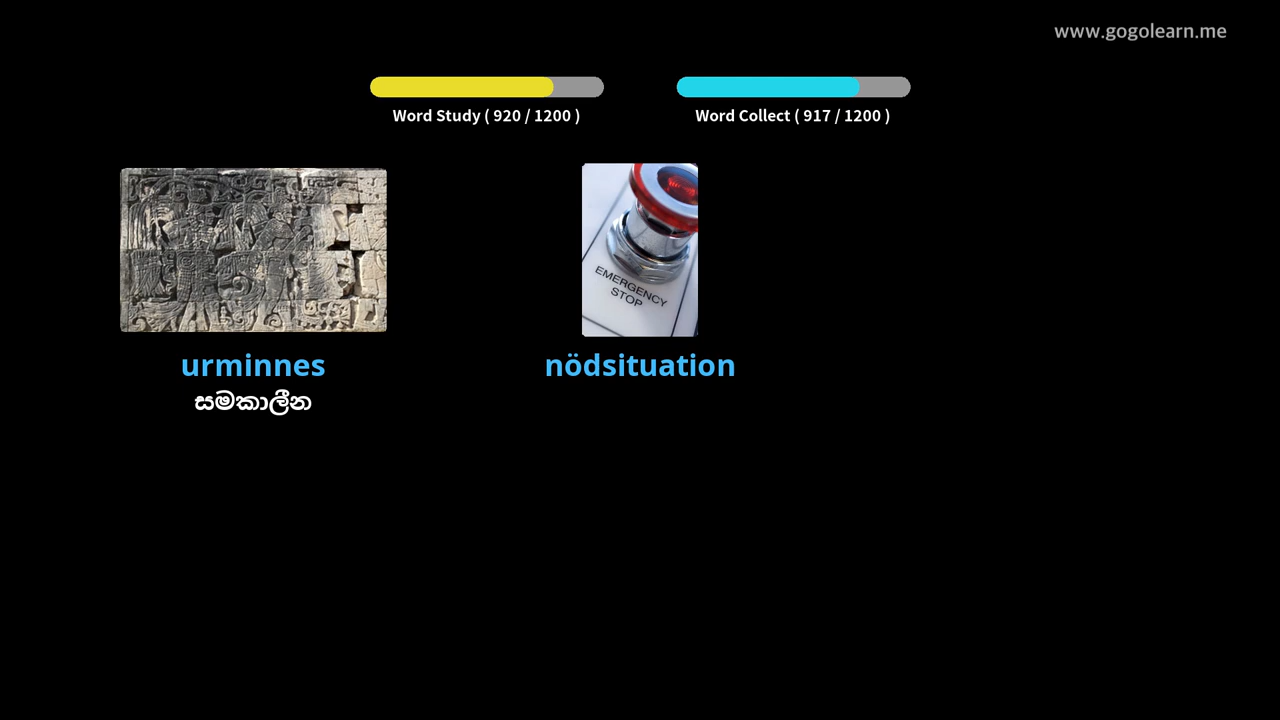 www.gogolearn.me
Word Study ( 920 / 1200 )
Word Collect ( 917 / 1200 )
EMERGENCY
STOP
urminnes
nödsituation
සමකාලීන